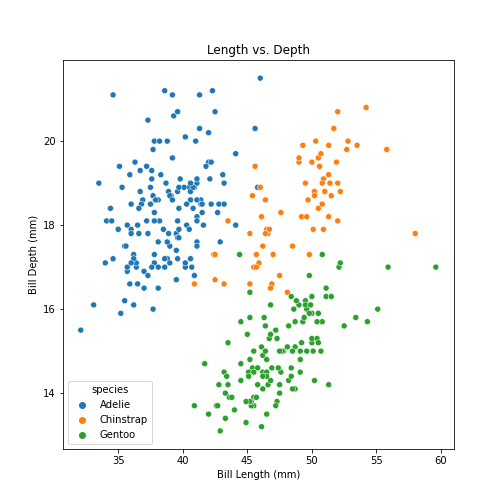 Length vs. Depth
Bill Depth (mm)
20
18
16
14
species
Adelie
Chinstrap
Gentoo
35 40 45 50 55 60
Bill Length (mm)